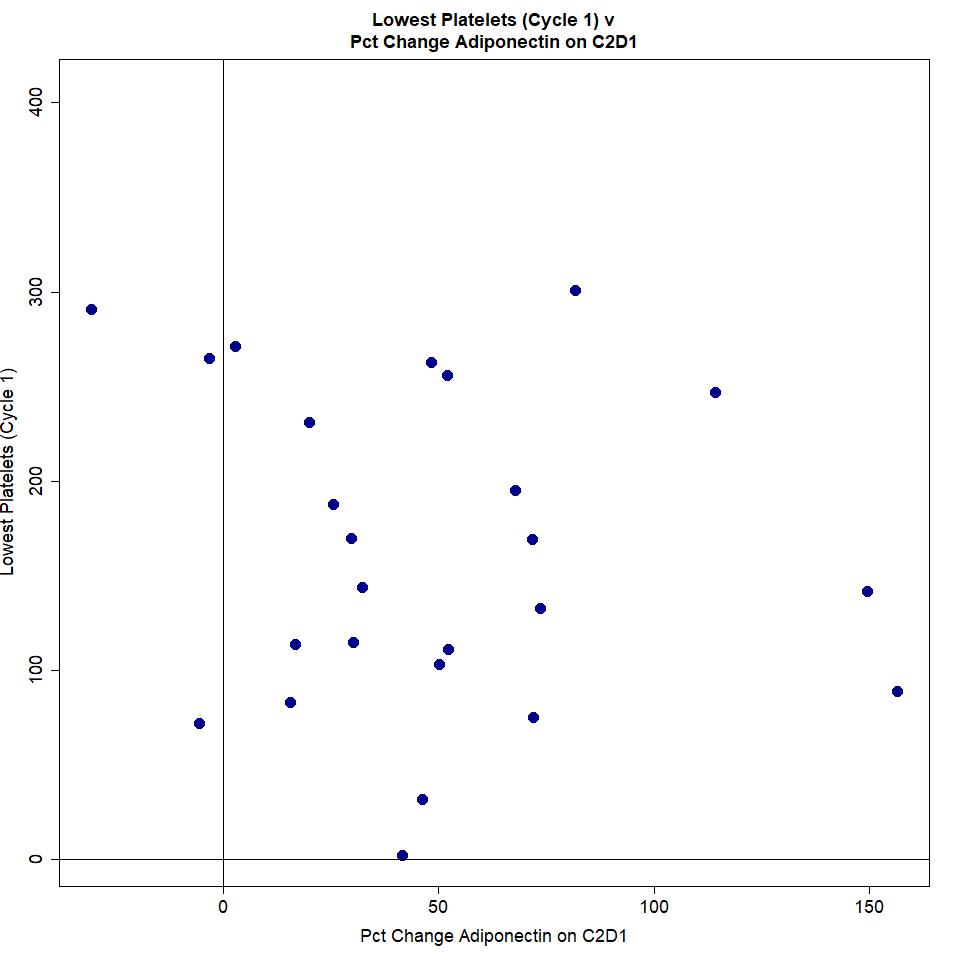 Lowest Platelets (Cycle 1) v
Pct Change Adiponectin on C2D1
400
300
200
100
0
Lowest Platelets (Cycle 1)
0 50 100 150
Pct Change Adiponectin on C2D1